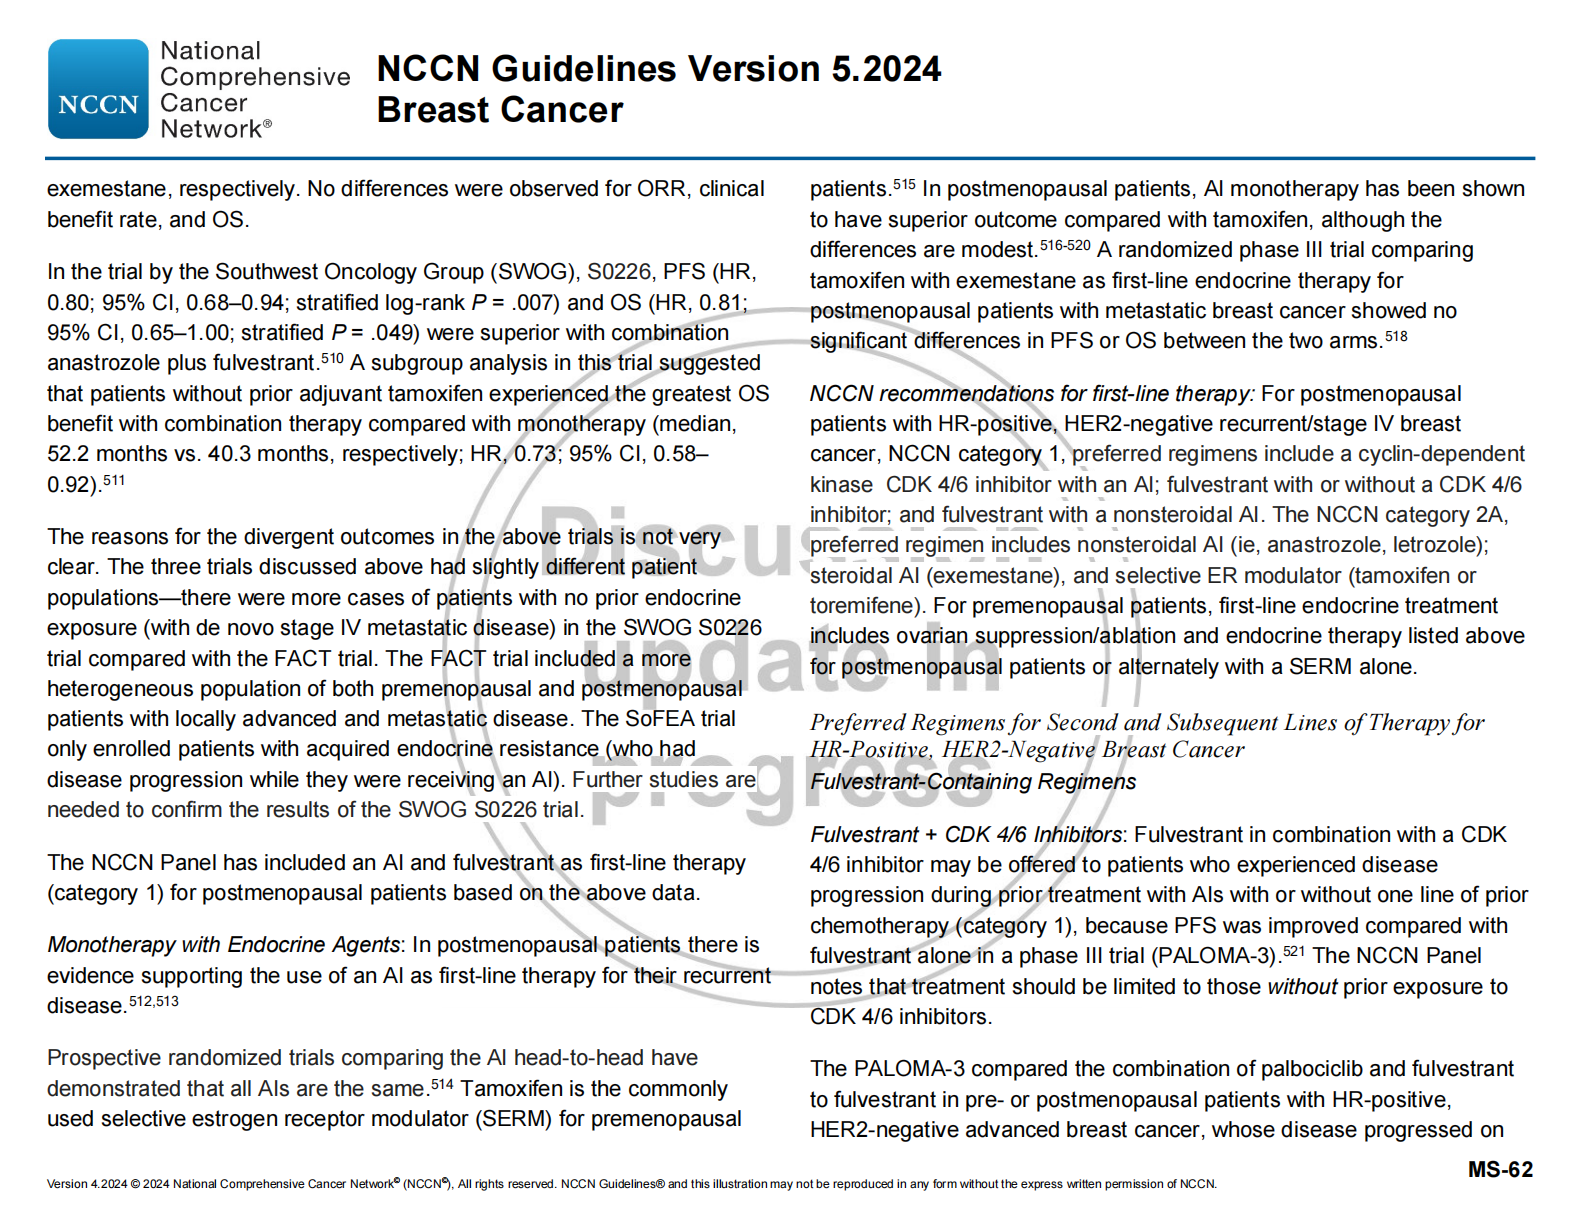 NCCN
National
Comprehensive
Cancer
Network®
NCCN Guidelines Version 5.2024
Breast Cancer
exemestane, respectively. No differences were observed for ORR, clinical
benefit rate, and OS.
In the trial by the Southwest Oncology Group (SWOG), S0226, PFS (HR,
0.80; 95% CI, 0.68–0.94; stratified log-rank P = .007) and OS (HR, 0.81;
95% CI, 0.65–1.00; stratified P = .049) were superior with combination
anastrozole plus fulvestrant.510 A subgroup analysis in this trial suggested
that patients without prior adjuvant tamoxifen experienced the greatest OS
benefit with combination therapy compared with monotherapy (median,
52.2 months vs. 40.3 months, respectively; HR, 0.73; 95% CI, 0.58–
0.92).511
The reasons for the divergent outcomes in the above trials is not very
clear. The three trials discussed above had slightly different patient
populations—there were more cases of patients with no prior endocrine
exposure (with de novo stage IV metastatic disease) in the SWOG S0226
trial compared with the FACT trial. The FACT trial included a more
heterogeneous population of both premenopausal and postmenopausal
patients with locally advanced and metastatic disease. The SoFEA trial
only enrolled patients with acquired endocrine resistance (who had
disease progression while they were receiving an AI). Further studies are
needed to confirm the results of the SWOG S0226 trial.
The NCCN Panel has included an AI and fulvestrant as first-line therapy
(category 1) for postmenopausal patients based on the above data.
Monotherapy with Endocrine Agents: In postmenopausal patients there is
evidence supporting the use of an AI as first-line therapy for their recurrent
disease.512,513
Prospective randomized trials comparing the AI head-to-head have
demonstrated that all AIs are the same.514 Tamoxifen is the commonly
used selective estrogen receptor modulator (SERM) for premenopausal
patients.515 In postmenopausal patients, AI monotherapy has been shown
to have superior outcome compared with tamoxifen, although the
differences are modest.516-520 A randomized phase III trial comparing
tamoxifen with exemestane as first-line endocrine therapy for
postmenopausal patients with metastatic breast cancer showed no
significant differences in PFS or OS between the two arms.518
NCCN recommendations for first-line therapy: For postmenopausal
patients with HR-positive, HER2-negative recurrent/stage IV breast
cancer, NCCN category 1, preferred regimens include a cyclin-dependent
kinase  CDK 4/6 inhibitor with an AI; fulvestrant with or without a CDK 4/6
inhibitor; and fulvestrant with a nonsteroidal AI. The NCCN category 2A,
preferred regimen includes nonsteroidal AI (ie, anastrozole, letrozole);
steroidal AI (exemestane), and selective ER modulator (tamoxifen or
toremifene). For premenopausal patients, first-line endocrine treatment
includes ovarian suppression/ablation and endocrine therapy listed above
for postmenopausal patients or alternately with a SERM alone.
Preferred Regimens for Second and Subsequent Lines of Therapy for
HR-Positive, HER2-Negative Breast Cancer
Fulvestrant-Containing Regimens
Fulvestrant + CDK 4/6 Inhibitors: Fulvestrant in combination with a CDK
4/6 inhibitor may be offered to patients who experienced disease
progression during prior treatment with AIs with or without one line of prior
chemotherapy (category 1), because PFS was improved compared with
fulvestrant alone in a phase III trial (PALOMA-3).521 The NCCN Panel
notes that treatment should be limited to those without prior exposure to
CDK 4/6 inhibitors.
The PALOMA-3 compared the combination of palbociclib and fulvestrant
to fulvestrant in pre- or postmenopausal patients with HR-positive,
HER2-negative advanced breast cancer, whose disease progressed on
Discussion
update in
progress
MS-62
Version 4.2024 © 2024 National Comprehensive Cancer Network© (NCCN©), All rights reserved. NCCN Guidelines® and this illustration may not be reproduced in any form without the express written permission of NCCN.